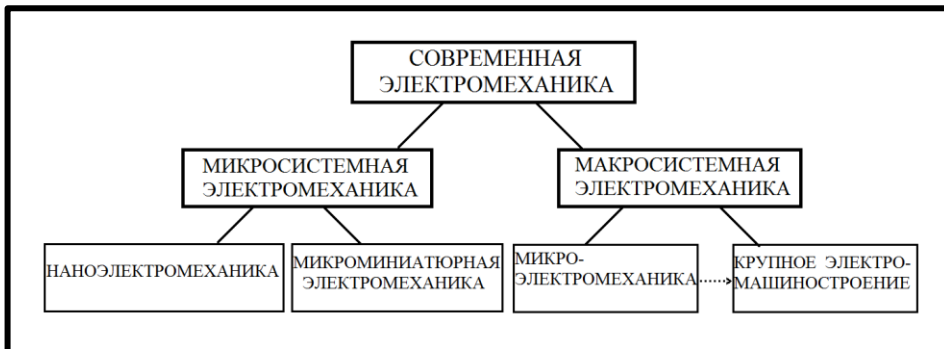 СОВРЕМЕННАЯ
ЭЛЕКТРОМЕХАНИКА
МИКРОСИСТЕМНАЯ
ЭЛЕКТРОМЕХАНИКА
МАКРОСИСТЕМНАЯ
ЭЛЕКТРОМЕХАНИКА
НАНОЭЛЕКТРОМЕХАНИКА
МИКРОМИНИАТЮРНАЯ
ЭЛЕКТРОМЕХАНИКА
МИКРО-
ЭЛЕКТРОМЕХАНИКА
КРУПНОЕ ЭЛЕКТРО-
МАШИНОСТРОЕНИЕ